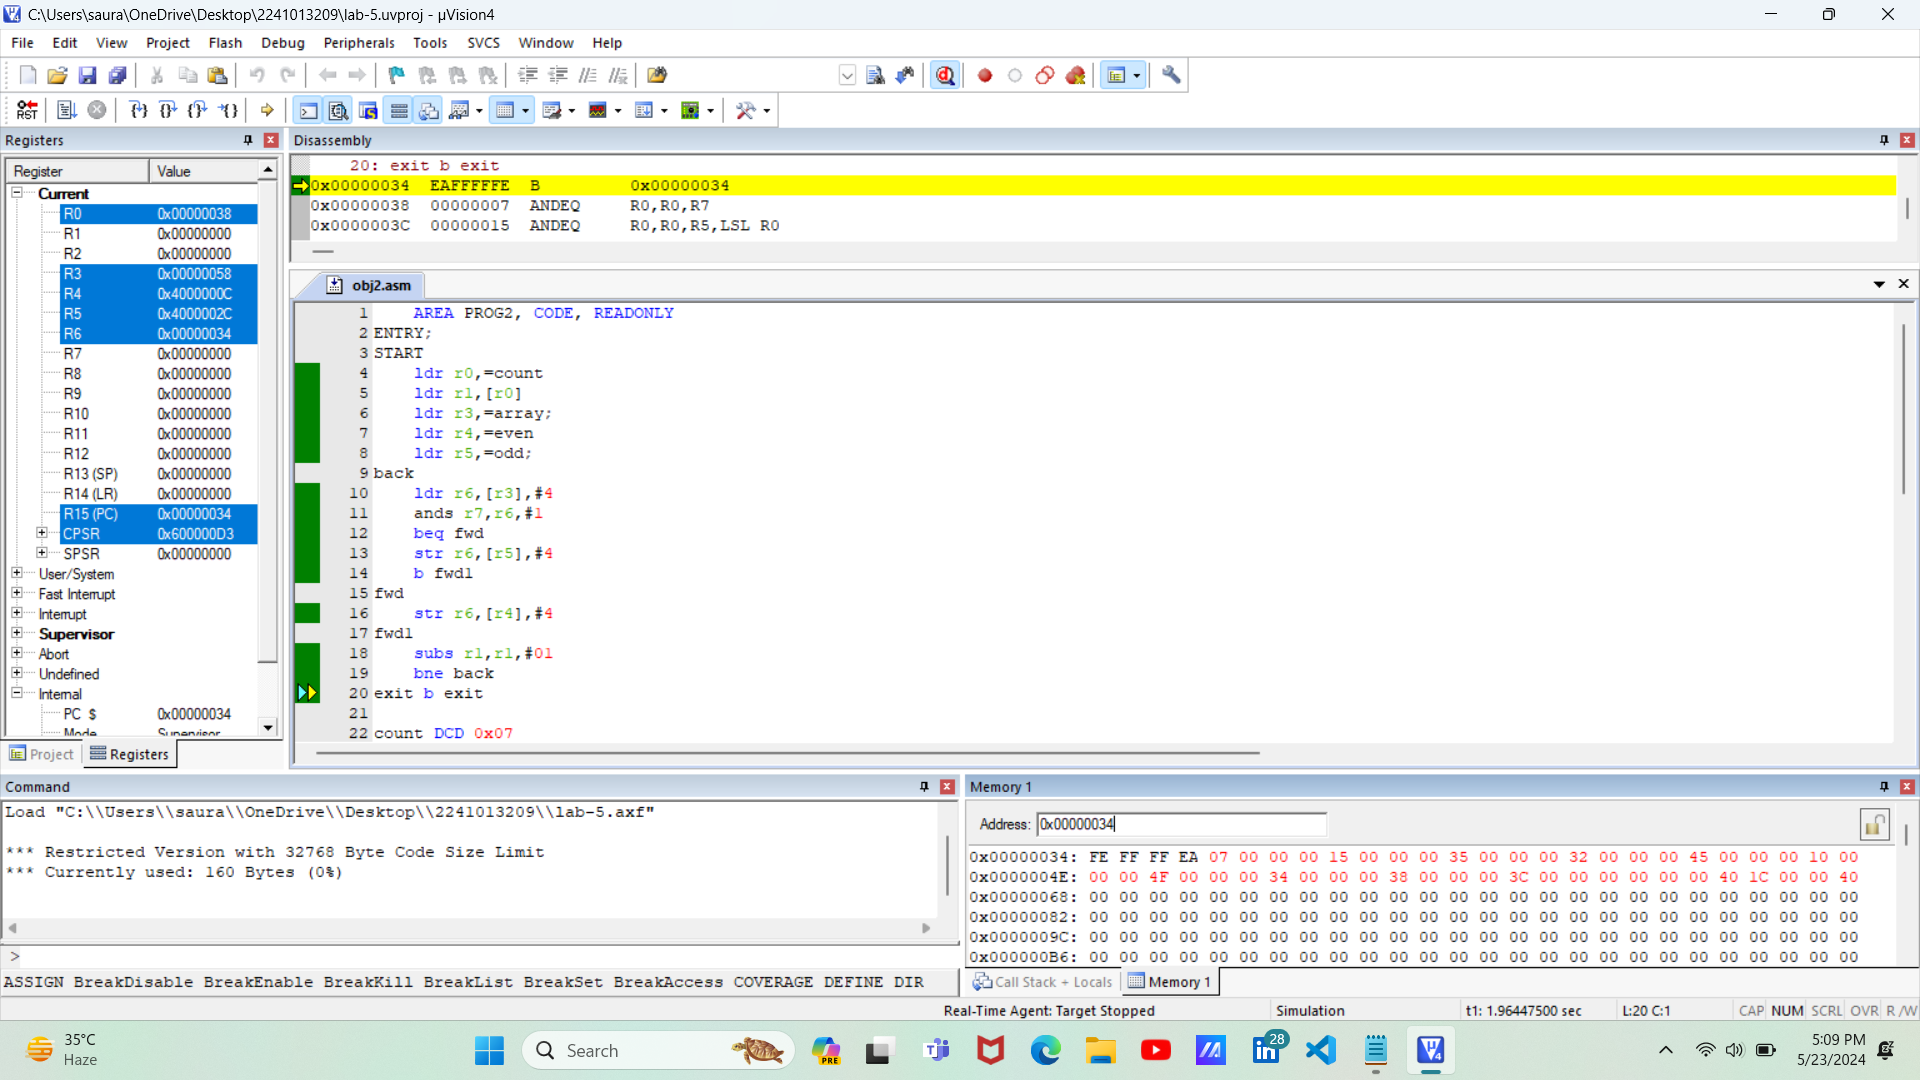 C:\Users\saura\OneDrive\Desktop\2241013209\lab-5.uvproj - µVision4
File Edit View Project Flash Debug Peripherals Tools SVCS Window Help
RST
Registers
Register Value
Current
R0 0x00000038
R1 0x00000000
R2 0x00000000
R3 0x00000058
R4 0x4000000C
R5 0x4000002C
R6 0x00000034
R7 0x00000000
R8 0x00000000
R9 0x00000000
R10 0x00000000
R11 0x00000000
R12 0x00000000
R13 (SP) 0x00000000
R14 (LR) 0x00000000
R15 (PC) 0x00000034
CPSR 0x600000D3
SPSR 0x00000000
User/System
Fast Interrupt
Interrupt
Supervisor
Abort
Undefined
Internal
PC $ 0x00000034
Mode Supervisor
Project Registers
Disassembly
20: exit b exit
0x00000034 EAFFFFFE B 0x00000034
0x00000038 00000007 ANDEQ R0,R0,R7
0x0000003C 00000015 ANDEQ R0,R0,R5,LSL R0
obj2.asm
1 AREA PROG2, CODE, READONLY
2 ENTRY;
3 START
4 ldr r0,=count
5 ldr r1,[r0]
6 ldr r3,=array;
7 ldr r4,=even
8 ldr r5,=odd;
9 back
10 ldr r6,[r3],#4
11 ands r7,r6,#1
12 beq fwd
13 str r6,[r5],#4
14 b fwd1
15 fwd
16 str r6,[r4],#4
17 fwd1
18 subs r1,r1,#01
19 bne back
20 exit b exit
21
22 count DCD 0x07
Command
Load "C:\\Users\\saura\\OneDrive\\Desktop\\2241013209\\lab-5.axf"
*** Restricted Version with 32768 Byte Code Size Limit
*** Currently used: 160 Bytes (0%)
>
ASSIGN BreakDisable BreakEnable BreakKill BreakList BreakSet BreakAccess COVERAGE DEFINE DIR
Memory 1
Address: 0x00000034
0x00000034: FE FF FF EA 07 00 00 00 15 00 00 00 35 00 00 00 32 00 00 00 45 00 00 00 10 00
0x0000004E: 00 00 4F 00 00 00 34 00 00 00 38 00 00 00 3C 00 00 00 00 00 00 40 1C 00 00 40
0x00000068: 00 00 00 00 00 00 00 00 00 00 00 00 00 00 00 00 00 00 00 00 00 00 00 00 00 00
0x00000082: 00 00 00 00 00 00 00 00 00 00 00 00 00 00 00 00 00 00 00 00 00 00 00 00 00 00
0x0000009C: 00 00 00 00 00 00 00 00 00 00 00 00 00 00 00 00 00 00 00 00 00 00 00 00 00 00
0x000000B6: 00 00 00 00 00 00 00 00 00 00 00 00 00 00 00 00 00 00 00 00 00 00 00 00 00 00
Call Stack + Locals Memory 1
Real-Time Agent: Target Stopped Simulation t1: 1.96447500 sec L:20 C:1 CAP NUM SCRL OVR R/W
35°C
Haze
Search
PRE
28
5:09 PM
5/23/2024